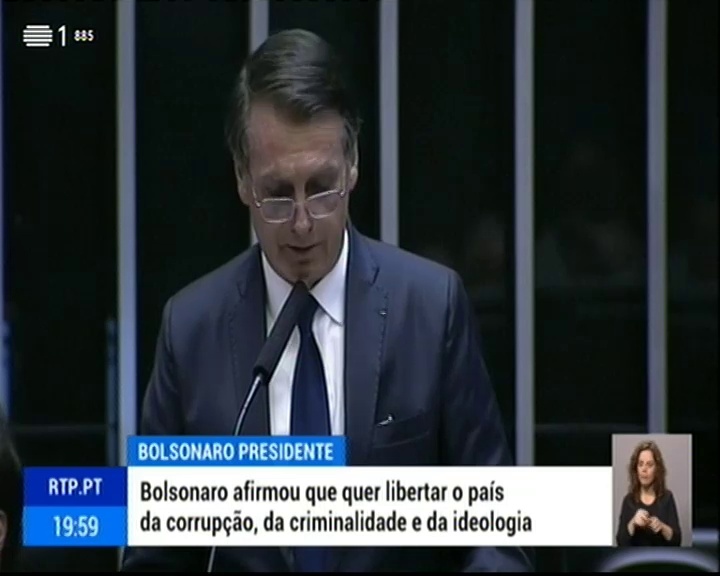 1 885
BOLSONARO PRESIDENTE
RTP.PT
Bolsonaro afirmou que quer libertar o país
19:59
da corrupção, da criminalidade e da ideologia